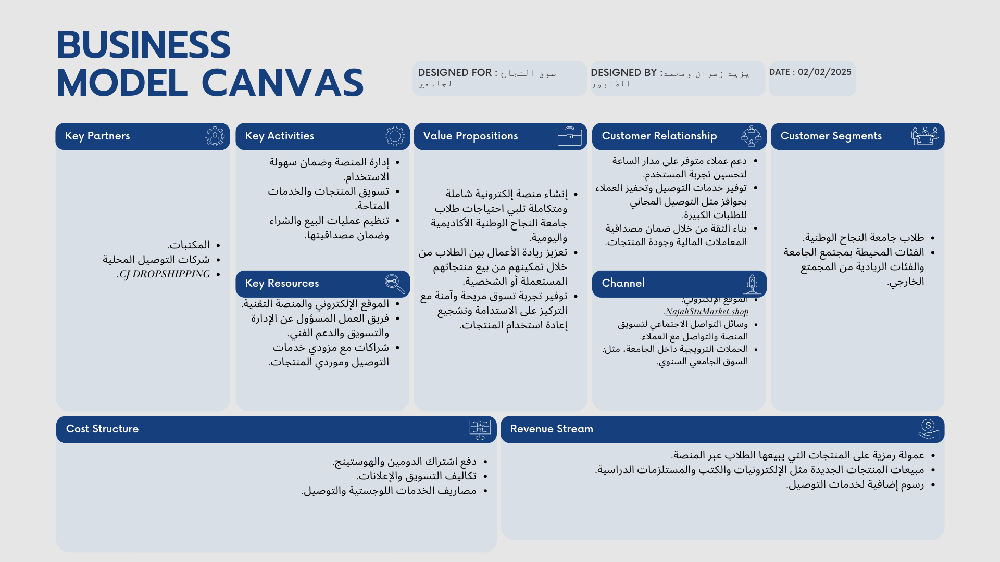 BUSINESS
MODEL CANVAS
DESIGNED FOR : سوق النجاح
الجامعي
DESIGNED BY :يزيد زهران ومحمد
الطنبور
DATE : 02/02/2025
Key Partners
المكتبات.
شركات التوصيل المحلية
CJ DROPSHIPPING.
Key Activities
إدارة المنصة وضمان سهولة
الاستخدام.
تسويق المنتجات والخدمات
المتاحة.
تنظيم عمليات البيع والشراء
وضمان مصداقيتها.
Key Resources
الموقع الإلكتروني والمنصة التقنية.
فريق العمل المسؤول عن الإدارة
والتسويق والدعم الفني.
شراكات مع مزودي خدمات
التوصيل وموردي المنتجات.
Value Propositions
إنشاء منصة إلكترونية شاملة
ومتكاملة تلبي احتياجات طلاب
جامعة النجاح الوطنية الأكاديمية
واليومية.
تعزيز ريادة الأعمال بين الطلاب من
خلال تمكينهم من بيع منتجاتهم
المستعملة أو الشخصية.
توفير تجربة تسوق مريحة وآمنة مع
التركيز على الاستدامة وتشجيع
إعادة استخدام المنتجات.
Customer Relationship
دعم عملاء متوفر على مدار الساعة
لتحسين تجربة المستخدم.
توفير خدمات التوصيل وتحفيز العملاء
بحوافز مثل التوصيل المجاني
للطلبات الكبيرة.
بناء الثقة من خلال ضمان مصداقية
المعاملات المالية وجودة المنتجات.
Channel
الموقع الإلكتروني:
NajahStuMarket.shop.
وسائل التواصل الاجتماعي لتسويق
المنصة والتواصل مع العملاء.
الحملات الترويجية داخل الجامعة، مثل:
السوق الجامعي السنوي.
Customer Segments
طلاب جامعة النجاح الوطنية.
الفئات المحيطة بمجتمع الجامعة
والفئات الريادية من المجمتع
الخارجي.
Cost Structure
دفع اشتراك الدومين والهوستينج.
تكاليف التسويق والإعلانات.
مصاريف الخدمات اللوجستية والتوصيل.
Revenue Stream
عمولة رمزية على المنتجات التي يبيعها الطلاب عبر المنصة.
مبيعات المنتجات الجديدة مثل الإلكترونيات والكتب والمستلزمات الدراسية.
رسوم إضافية لخدمات التوصيل.